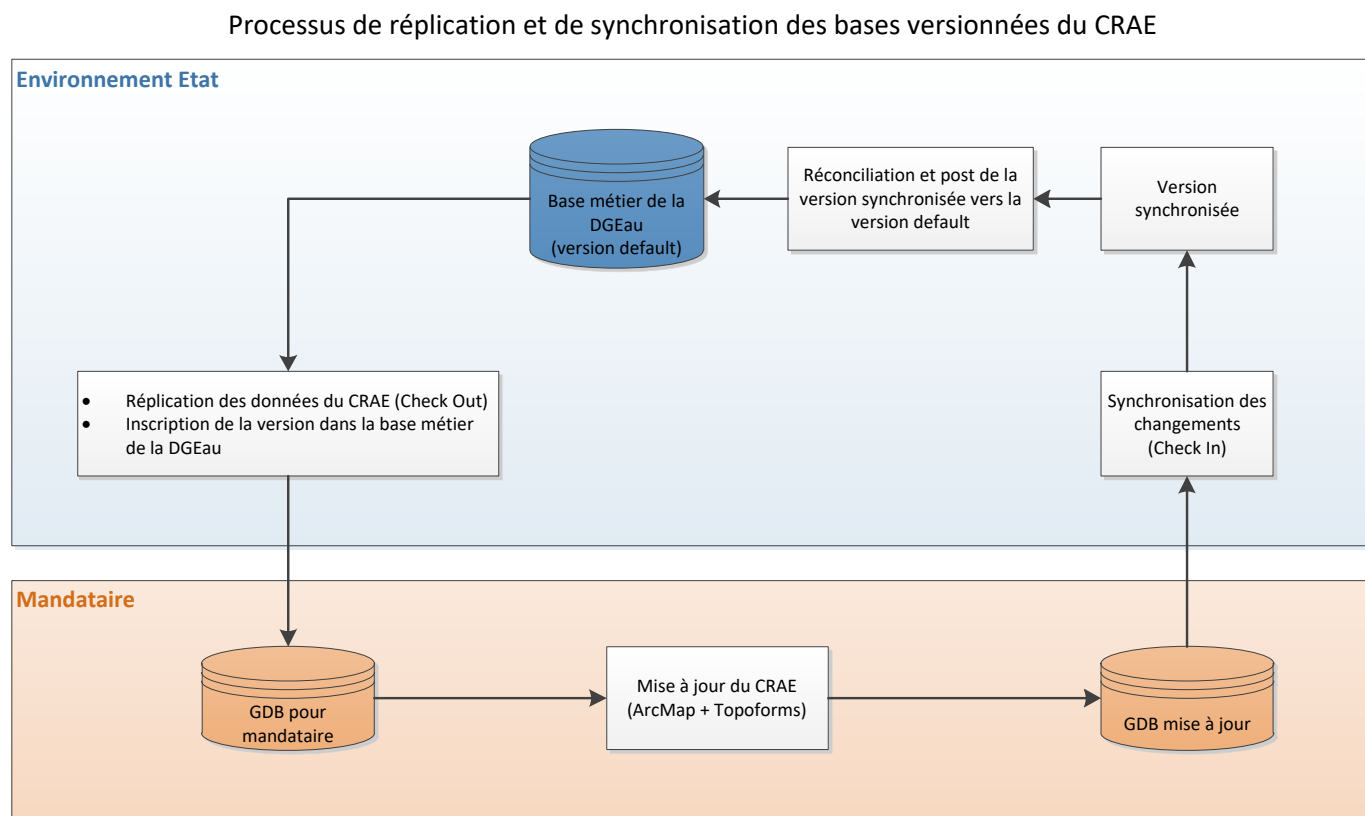 Processus de réplication et de synchronisation des bases versionnées du CRAE
Environnement Etat
Base métier de la
DGEau
(version default)
Réconciliation et post de la
version synchronisée vers la
version default
Version
synchronisée
• Réplication des données du CRAE (Check Out)
• Inscription de la version dans la base métier
de la DGEau
Synchronisation des
changements
(Check In)
Mandataire
GDB pour
mandataire
Mise à jour du CRAE
(ArcMap + Topoforms)
GDB mise à jour